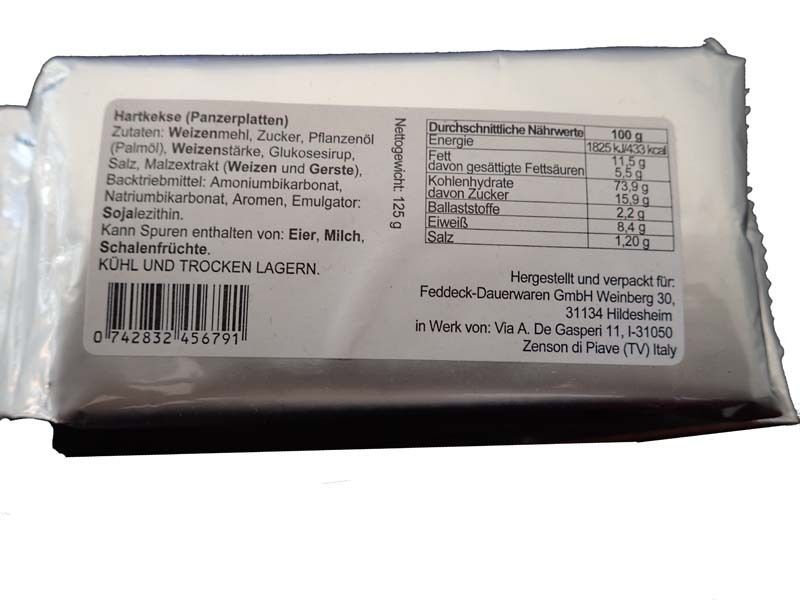 Hartkekse (Panzerplatten)
Zutaten: Weizenmehl, Zucker, Pflanzenöl
(Palmöl), Weizenstärke, Glukosesirup,
Salz, Malzextrakt (Weizen und Gerste),
Backtriebmittel: Amoniumbikarbonat,
Natriumbikarbonat, Aromen, Emulgator:
Sojalezithin.
Kann Spuren enthalten von: Eier, Milch,
Schalenfrüchte.
KÜHL UND TROCKEN LAGERN.
0 742832 456791
Nettogewicht: 125 g
Durchschnittliche Nährwerte 100 g
Energie 1825 kJ/433 kcal
Fett 11,5 g
davon gesättigte Fettsäuren 5,5 g
Kohlenhydrate 73,9 g
davon Zucker 15,9 g
Ballaststoffe 2,2 g
Eiweiß 8,4 g
Salz 1,20 g
Hergestellt und verpackt für:
Feddeck-Dauerwaren GmbH Weinberg 30,
31134 Hildesheim
in Werk von: Via A. De Gasperi 11, I-31050
Zenson di Piave (TV) Italy